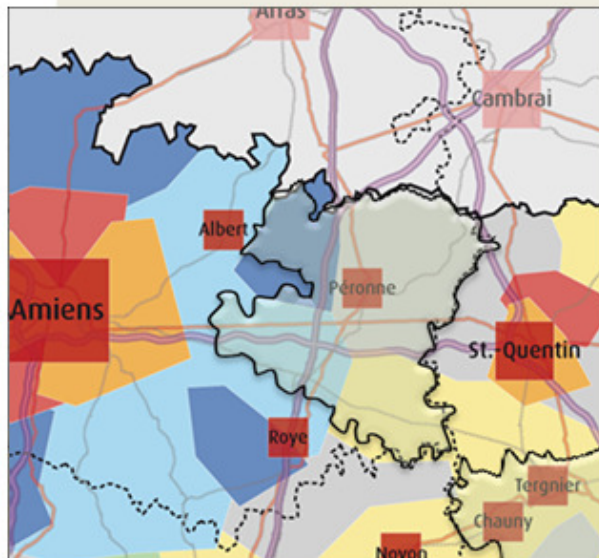 Arras
Cambrai
Albert
Péronne
Amiens
St.-Quentin
Roye
Tergnier
Chauny
Noyon